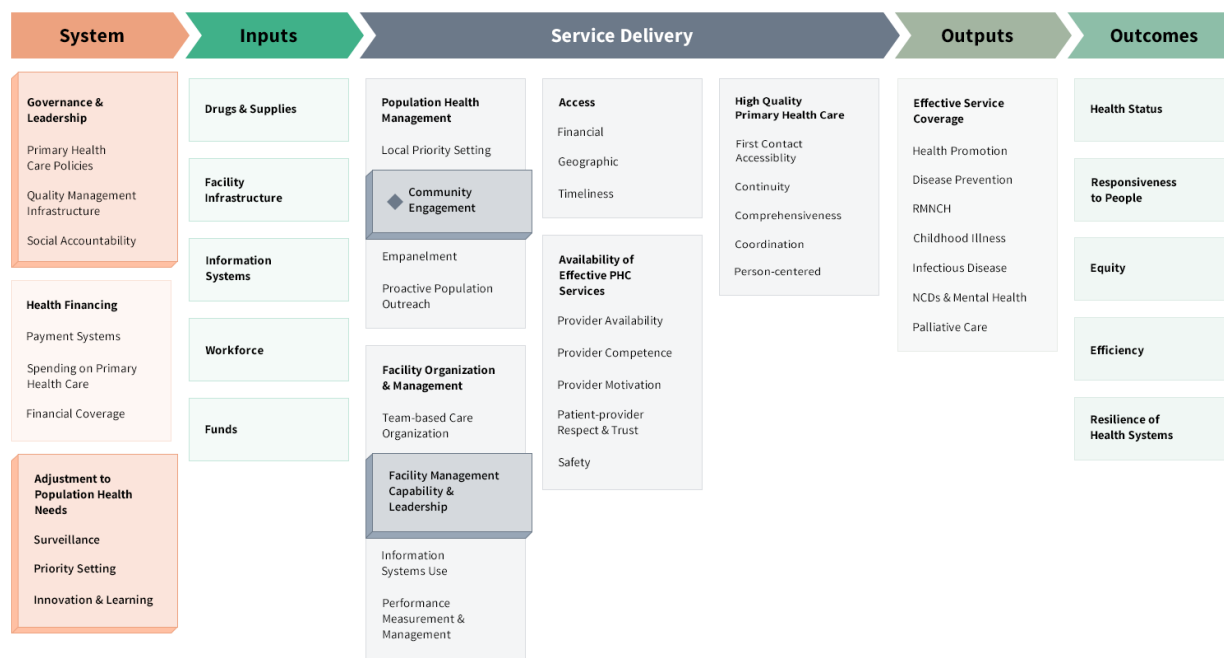 System
Inputs
Service Delivery
Outputs
Outcomes
Governance &
Leadership
Primary Health
Care Policies
Quality Management
Infrastructure
Social Accountability
Health Financing
Payment Systems
Spending on Primary
Health Care
Financial Coverage
Adjustment to
Population Health
Needs
Surveillance
Priority Setting
Innovation & Learning
Drugs & Supplies
Facility
Infrastructure
Information
Systems
Workforce
Funds
Population Health
Management
Local Priority Setting
Community
Engagement
Empanelment
Proactive Population
Outreach
Facility Organization
& Management
Team-based Care
Organization
Facility Management
Capability &
Leadership
Information
Systems Use
Performance
Measurement &
Management
Access
Financial
Geographic
Timeliness
Availability of
Effective PHC
Services
Provider Availability
Provider Competence
Provider Motivation
Patient-provider
Respect & Trust
Safety
High Quality
Primary Health Care
First Contact
Accessiblity
Continuity
Comprehensiveness
Coordination
Person-centered
Effective Service
Coverage
Health Promotion
Disease Prevention
RMNCH
Childhood Illness
Infectious Disease
NCDs & Mental Health
Palliative Care
Health Status
Responsiveness
to People
Equity
Efficiency
Resilience of
Health Systems